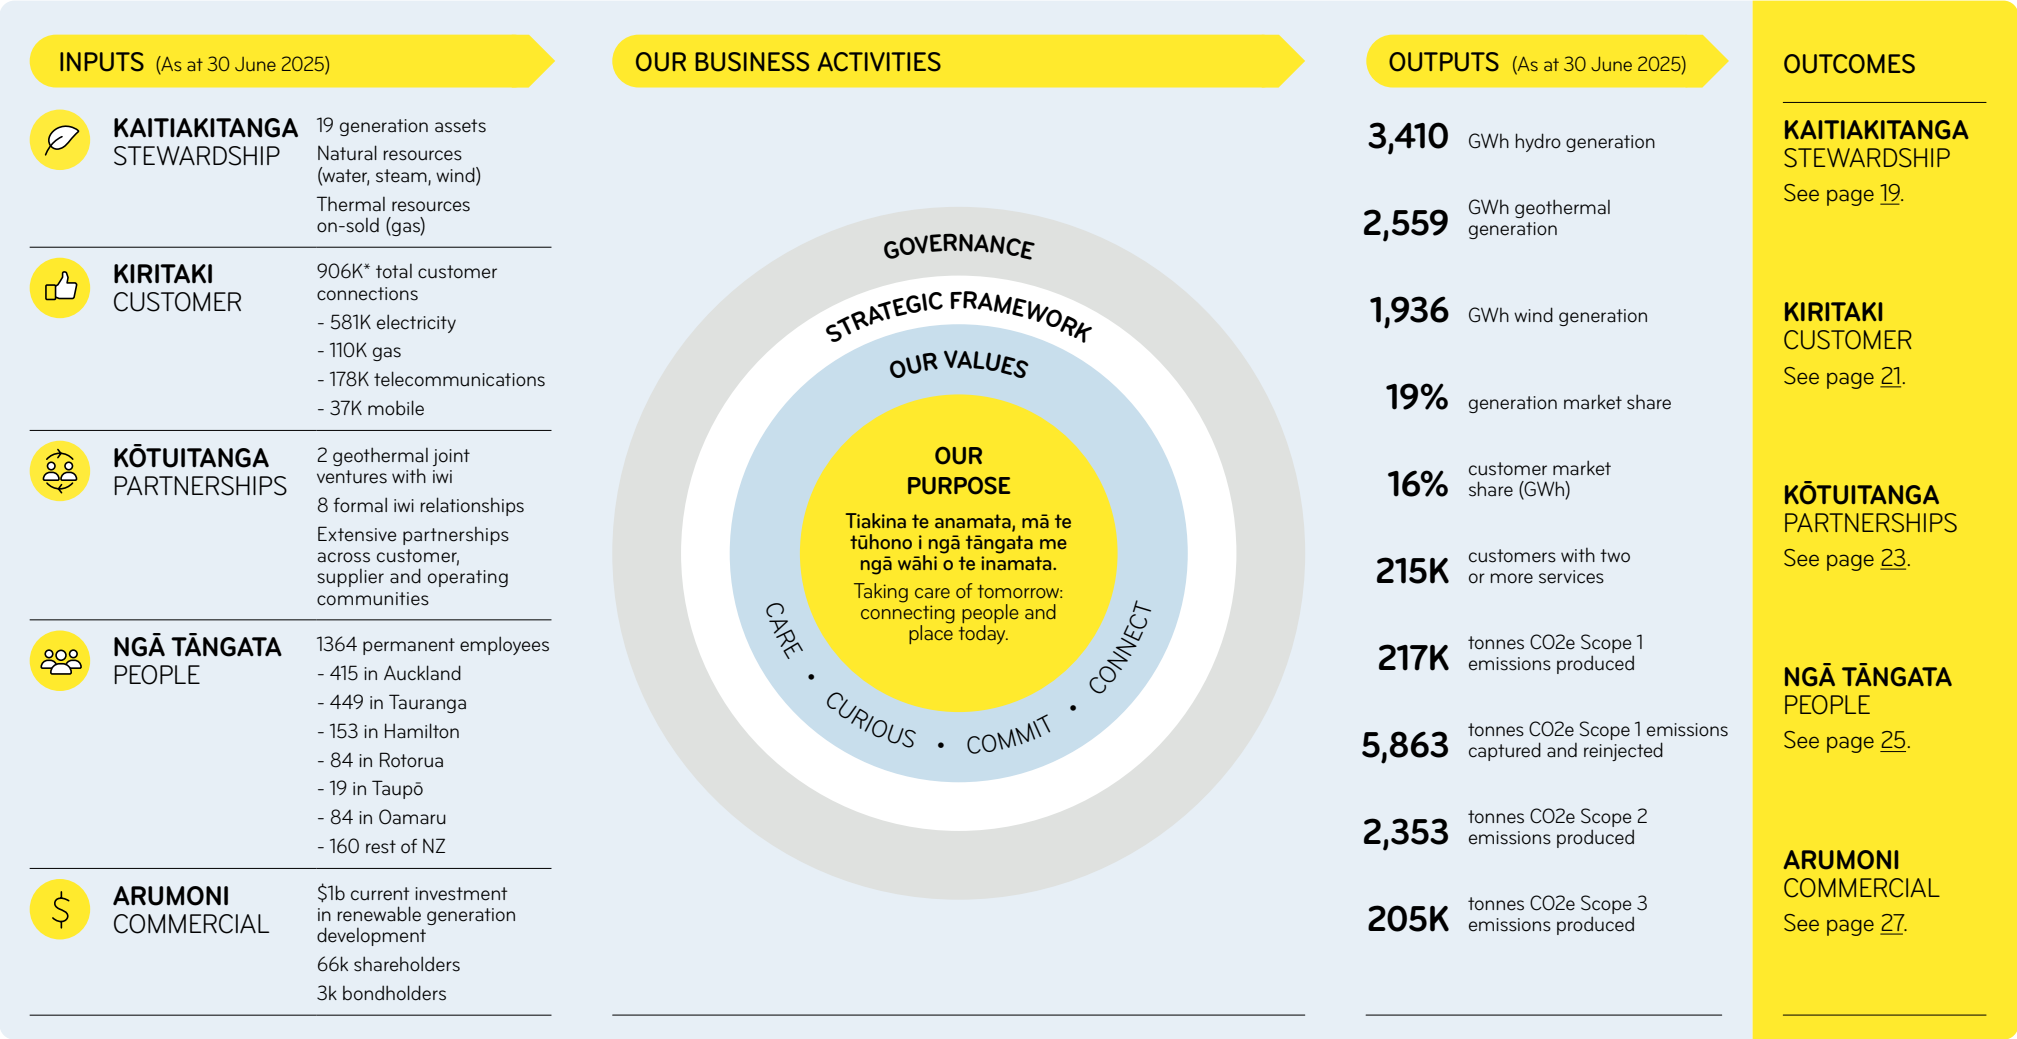 INPUTS (As at 30 June 2025)
KAITIAKITANGA
STEWARDSHIP
19 generation assets
Natural resources
(water, steam, wind)
Thermal resources
on-sold (gas)
KIRITAKI
CUSTOMER
906K* total customer
connections
- 581K electricity
- 110K gas
- 178K telecommunications
- 37K mobile
KŌTUITANGA
PARTNERSHIPS
2 geothermal joint
ventures with iwi
8 formal iwi relationships
Extensive partnerships
across customer,
supplier and operating
communities
NGĀ TĀNGATA
PEOPLE
1364 permanent employees
- 415 in Auckland
- 449 in Tauranga
- 153 in Hamilton
- 84 in Rotorua
- 19 in Taupō
- 84 in Oamaru
- 160 rest of NZ
ARUMONI
COMMERCIAL
$1b current investment
in renewable generation
development
66k shareholders
3k bondholders
OUR BUSINESS ACTIVITIES
GOVERNANCE
STRATEGIC FRAMEWORK
OUR VALUES
OUR
PURPOSE
Tiakina te anamata, mā te
tūhono i ngā tāngata me
ngā wāhi o te inamata.
Taking care of tomorrow:
connecting people and
place today.
CARE • CURIOUS • COMMIT • CONNECT
OUTPUTS (As at 30 June 2025)
3,410 GWh hydro generation
2,559 GWh geothermal
generation
1,936 GWh wind generation
19% generation market share
16% customer market
share (GWh)
215K customers with two
or more services
217K tonnes CO2e Scope 1
emissions produced
5,863 tonnes CO2e Scope 1 emissions
captured and reinjected
2,353 tonnes CO2e Scope 2
emissions produced
205K tonnes CO2e Scope 3
emissions produced
OUTCOMES
KAITIAKITANGA
STEWARDSHIP
See page 19.
KIRITAKI
CUSTOMER
See page 21.
KŌTUITANGA
PARTNERSHIPS
See page 23.
NGĀ TĀNGATA
PEOPLE
See page 25.
ARUMONI
COMMERCIAL
See page 27.